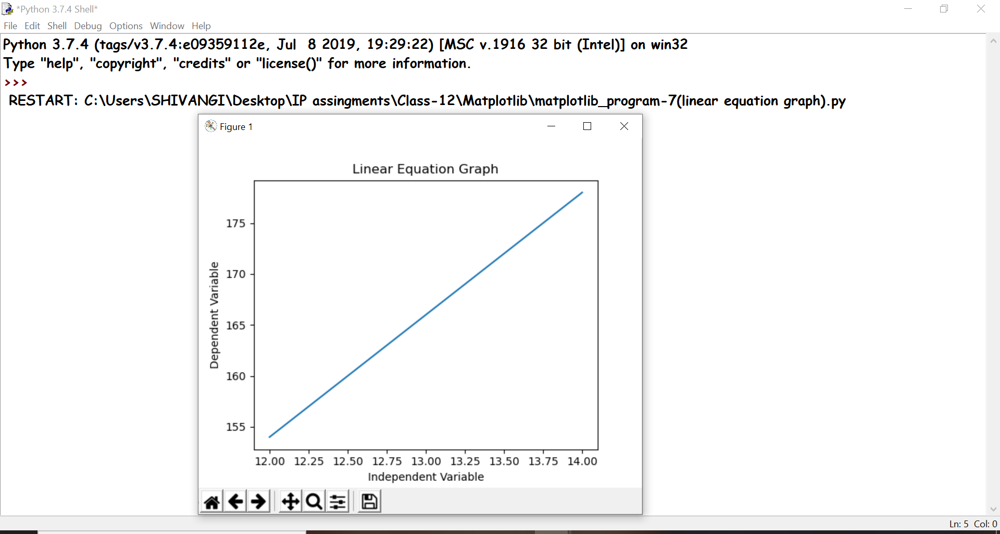 *Python 3.7.4 Shell*
File Edit Shell Debug Options Window Help
Python 3.7.4 (tags/v3.7.4:e09359112e, Jul  8 2019, 19:29:22) [MSC v.1916 32 bit (Intel)] on win32
Type "help", "copyright", "credits" or "license()" for more information.
>>>
RESTART: C:\Users\SHIVANGI\Desktop\IP assingments\Class-12\Matplotlib\matplotlib_program-7(linear equation graph).py
Figure 1
Linear Equation Graph
175
170
165
160
155
Dependent Variable
12.00 12.25 12.50 12.75 13.00 13.25 13.50 13.75 14.00
Independent Variable
Ln: 5 Col: 0